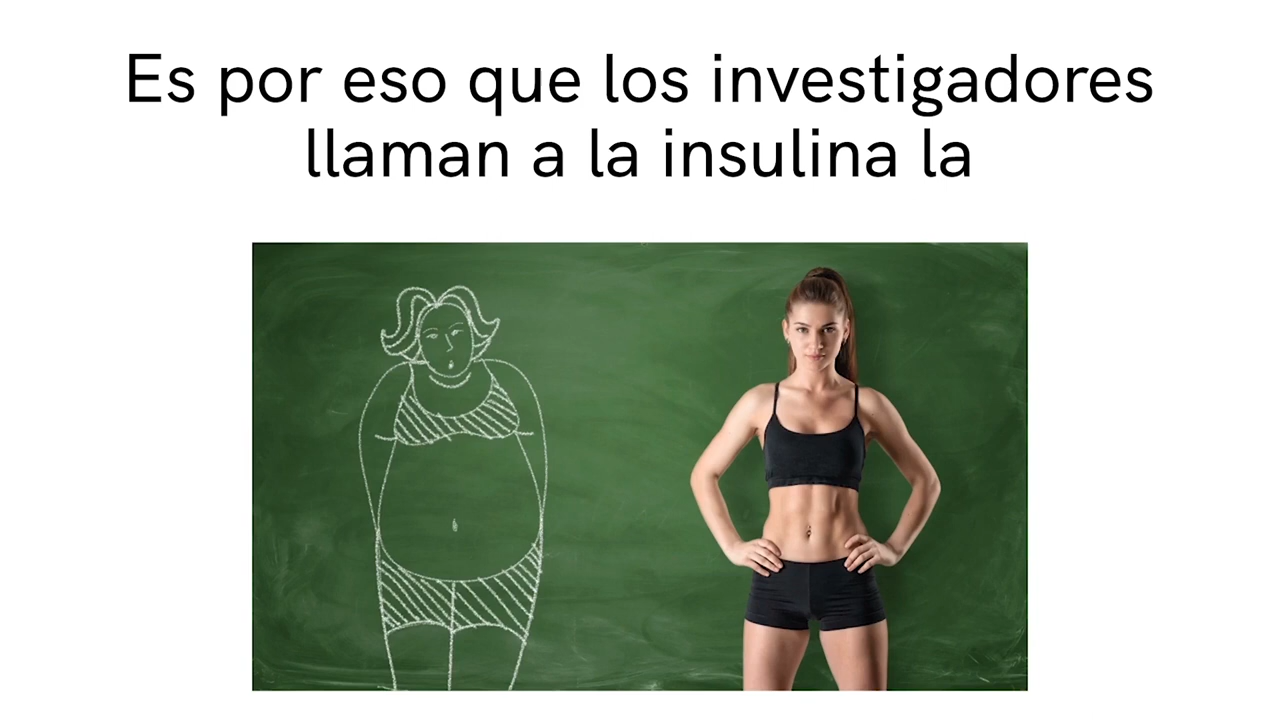 Es por eso que los investigadores
llaman a la insulina la